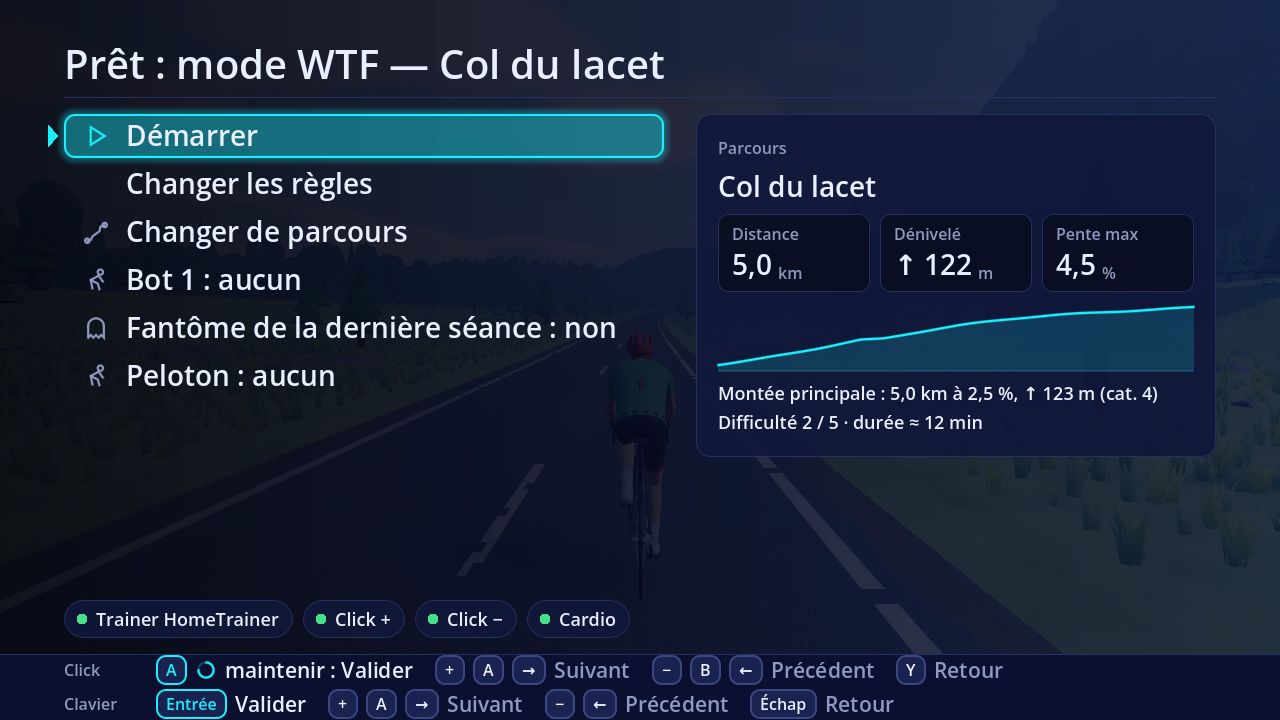 Prêt : mode WTF — Col du lacet
Démarrer
Changer les règles
Changer de parcours
Bot 1 : aucun
Fantôme de la dernière séance : non
Peloton : aucun
Parcours
Col du lacet
Distance
5,0 km
Dénivelé
↑ 122 m
Pente max
4,5 %
Montée principale : 5,0 km à 2,5 %, ↑ 123 m (cat. 4)
Difficulté 2 / 5 · durée ≈ 12 min
Trainer HomeTrainer
Click +
Click −
Cardio
Click A maintenir : Valider + A → Suivant − B ← Précédent Y Retour
Clavier Entrée Valider + A → Suivant − ← Précédent Échap Retour